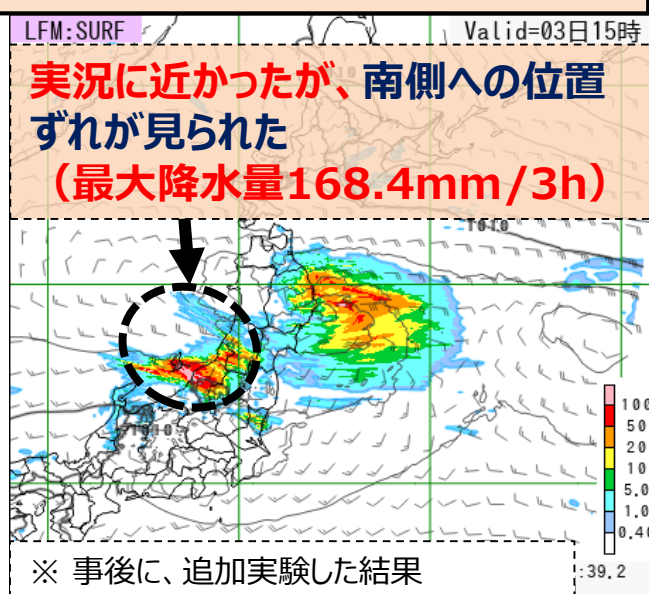 LFM:SURF
Valid=03日15時
実況に近かったが、南側への位置
ずれが見られた
(最大降水量168.4mm/3h)
1010
1010
100
50
20
10
5.0
1.0
0.40
※ 事後に、追加実験した結果
:39.2